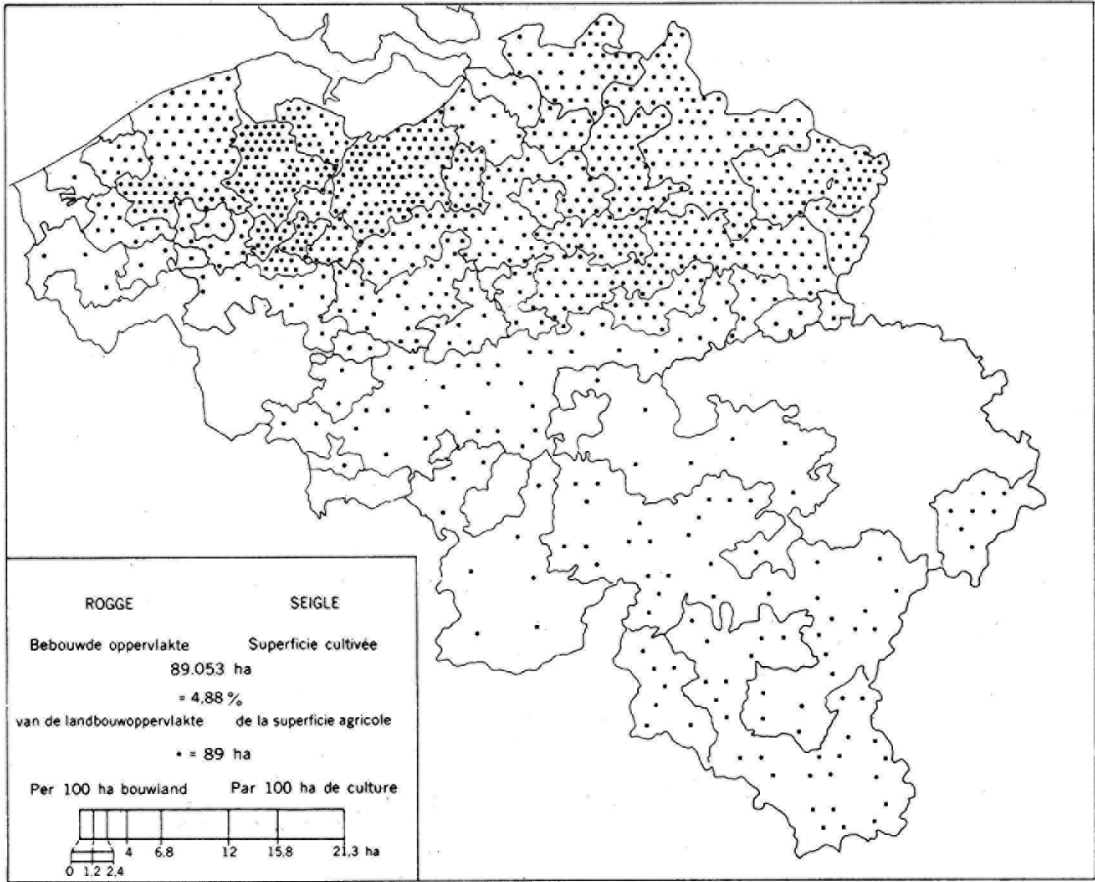 ROGGE SEIGLE
Bebouwde oppervlakte Superficie cultivée
89.053 ha
= 4,88 %
van de landbouwoppervlakte de la superficie agricole
• = 89 ha
Per 100 ha bouwland Par 100 ha de culture
4 6,8 12 15,8 21,3 ha
0 1,2 2,4